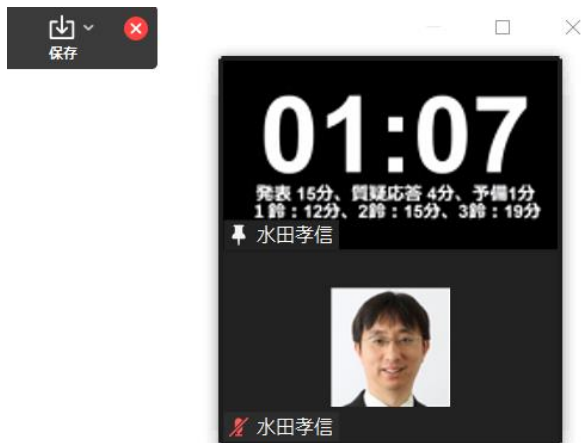 保存
01:07
発表 15分、質疑応答 4分、予備1分
1鈴:12分、2鈴:15分、3鈴:19分
水田孝信
水田孝信